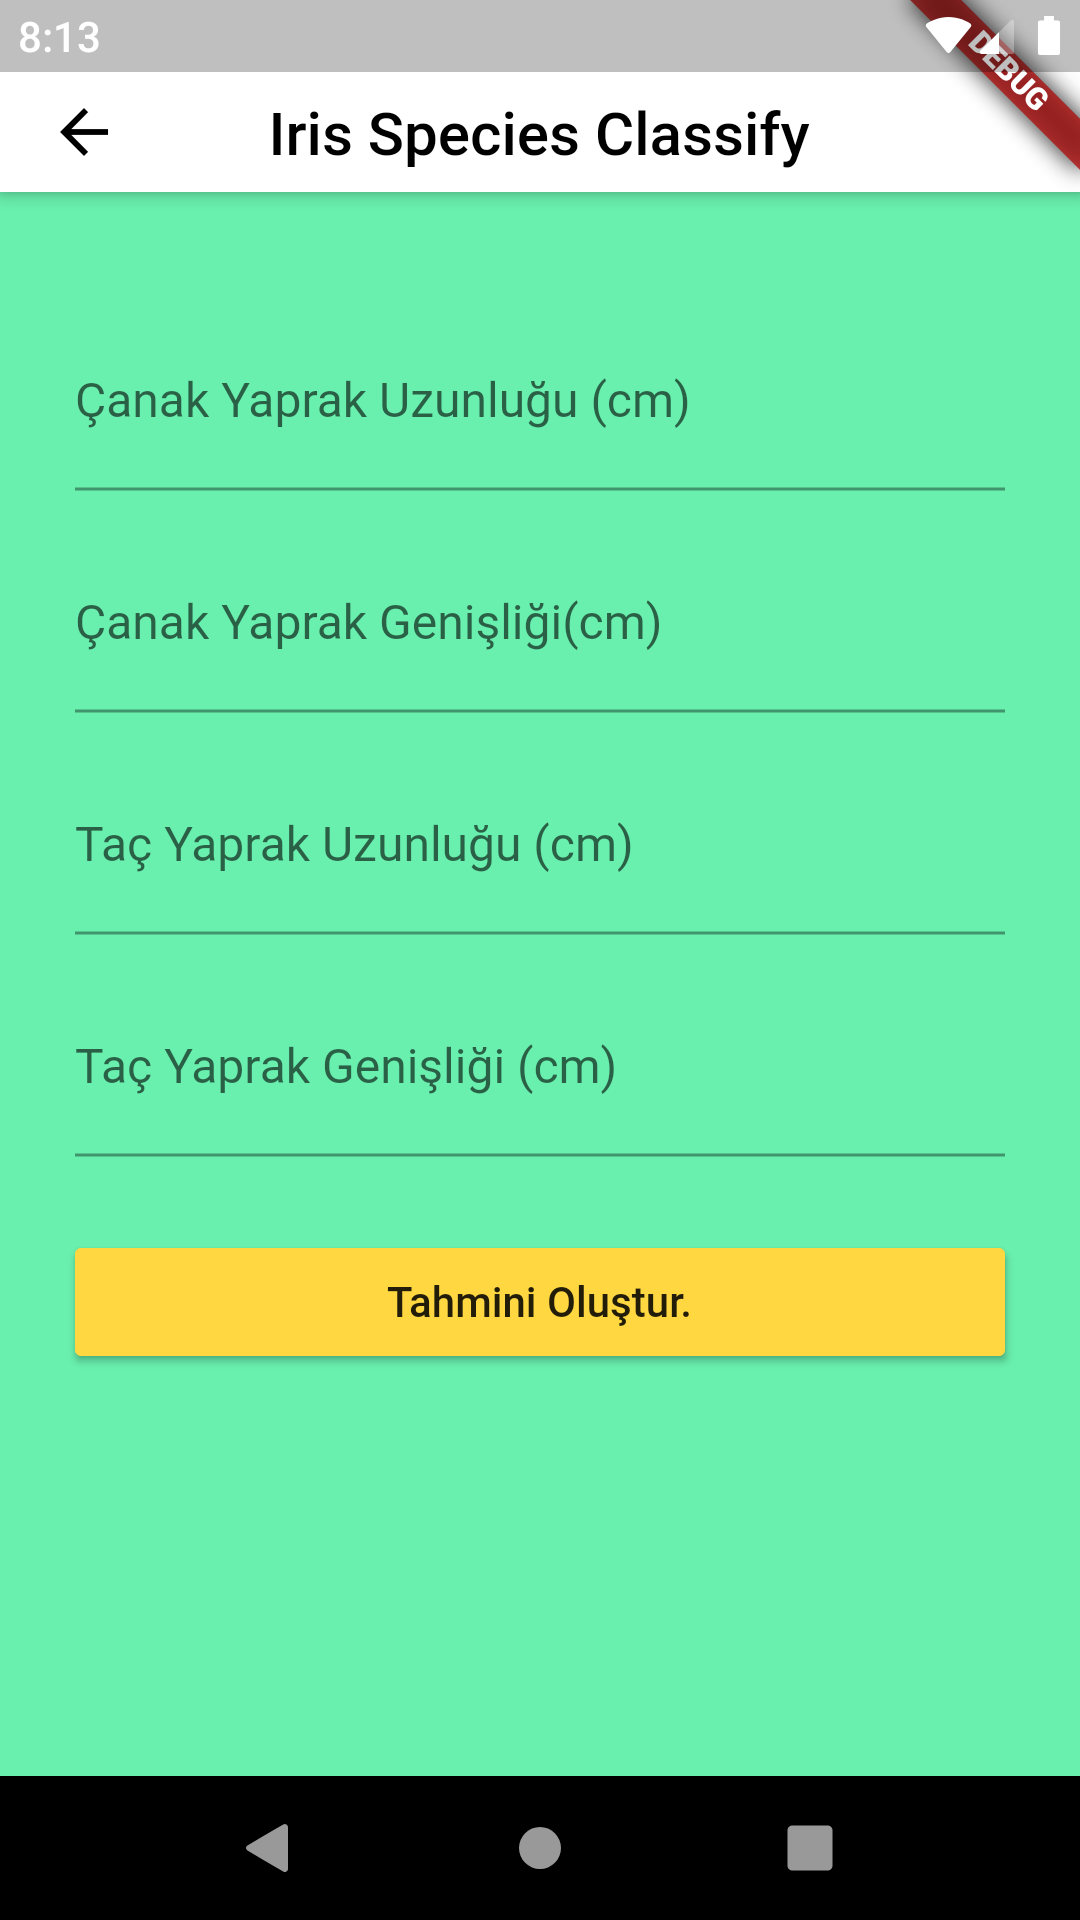 8:13
DEBUG
Iris Species Classify
Çanak Yaprak Uzunluğu (cm)
Çanak Yaprak Genişliği(cm)
Taç Yaprak Uzunluğu (cm)
Taç Yaprak Genişliği (cm)
Tahmini Oluştur.